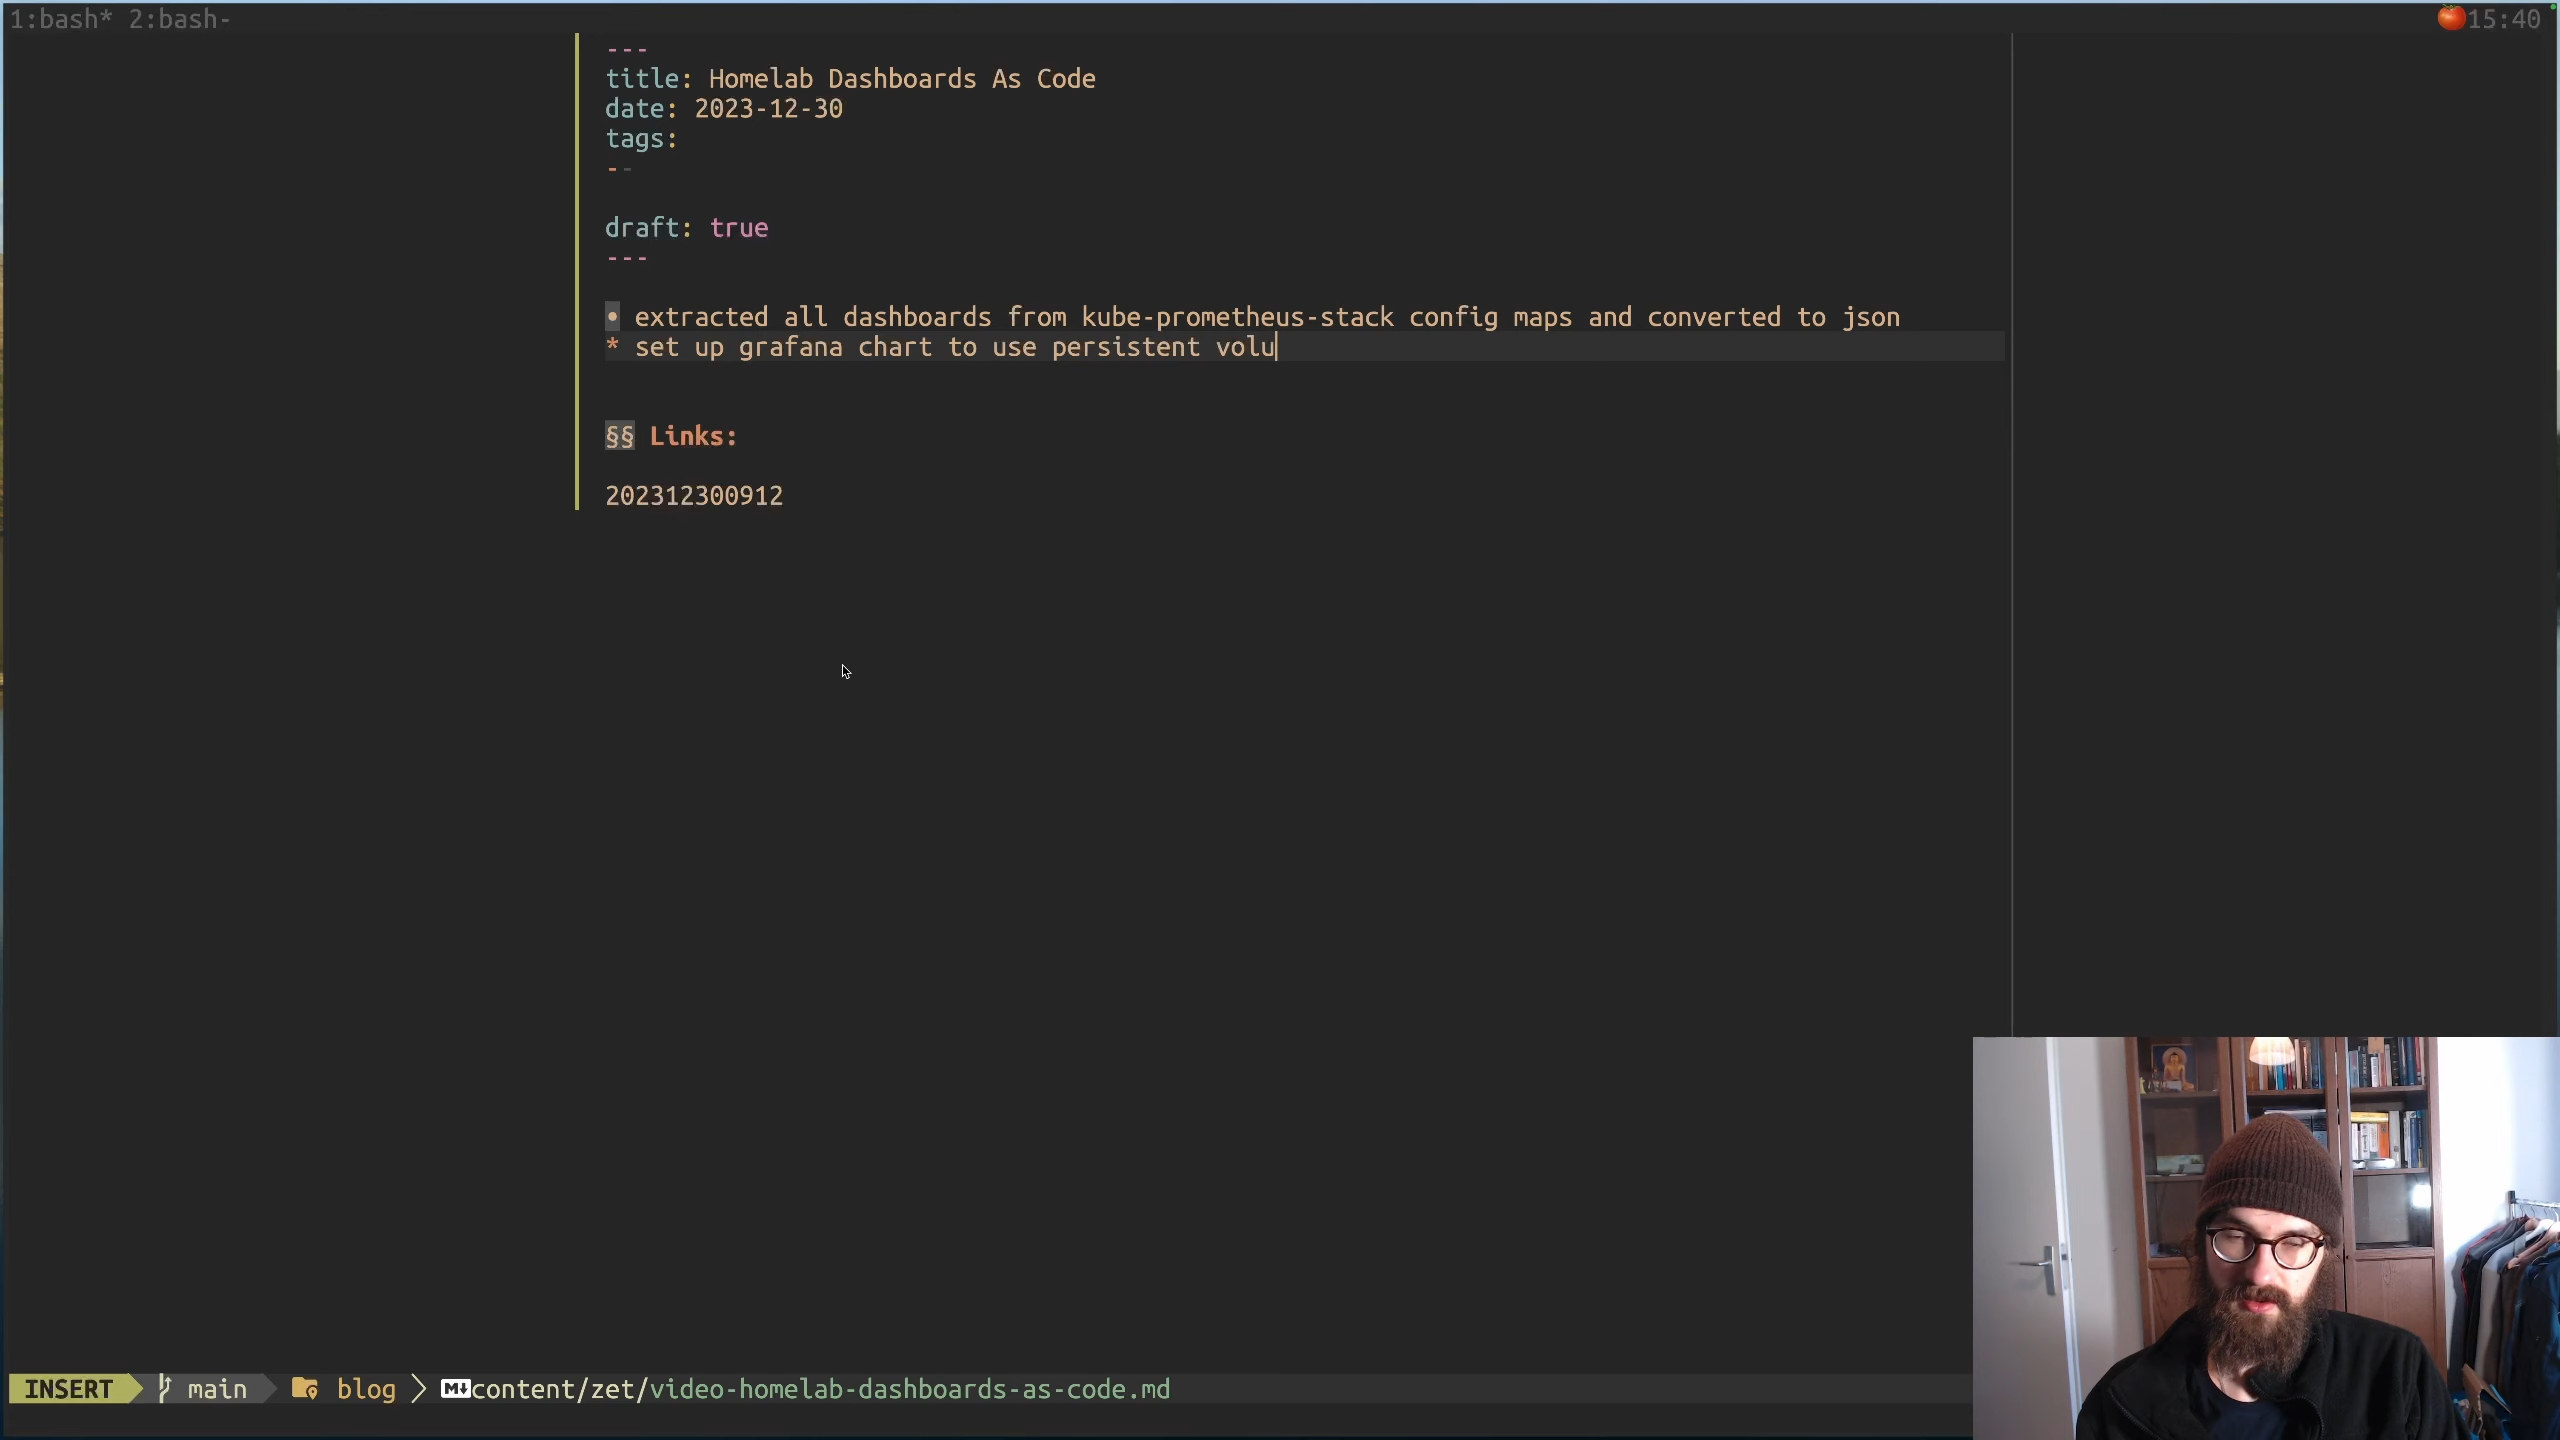 1:bash* 2:bash-
15:40
---
title: Homelab Dashboards As Code
date: 2023-12-30
tags:
--
draft: true
---
• extracted all dashboards from kube-prometheus-stack config maps and converted to json
* set up grafana chart to use persistent volu
§§ Links:
202312300912
INSERT main blog content/zet/video-homelab-dashboards-as-code.md